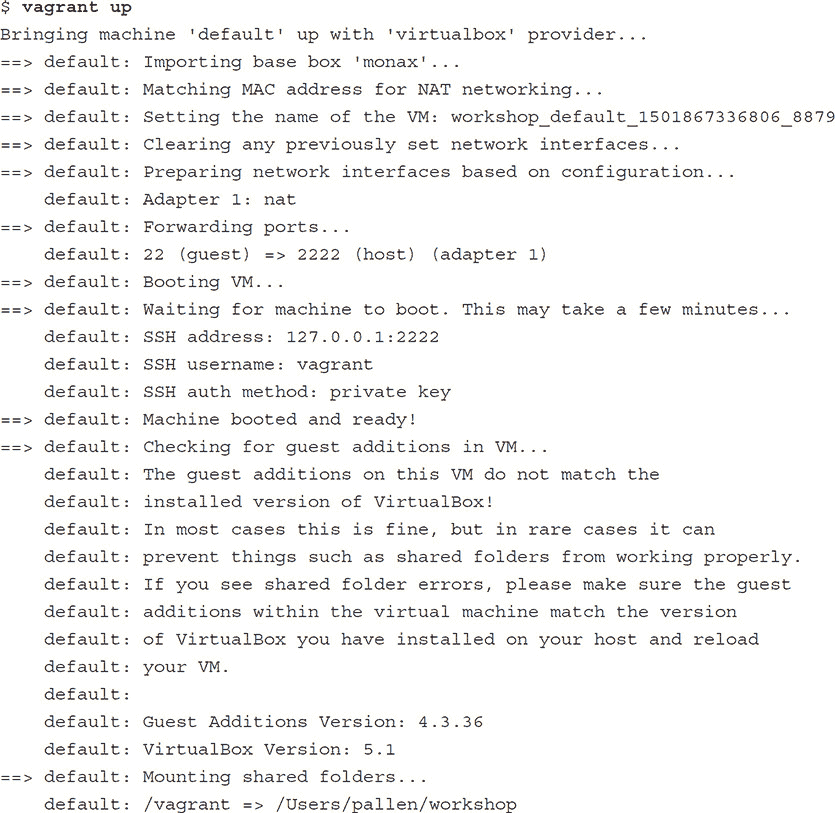 $ vagrant up
Bringing machine 'default' up with 'virtualbox' provider...
==> default: Importing base box 'monax'...
==> default: Matching MAC address for NAT networking...
==> default: Setting the name of the VM: workshop_default_1501867336806_8879
==> default: Clearing any previously set network interfaces...
==> default: Preparing network interfaces based on configuration...
    default: Adapter 1: nat
==> default: Forwarding ports...
    default: 22 (guest) => 2222 (host) (adapter 1)
==> default: Booting VM...
==> default: Waiting for machine to boot. This may take a few minutes...
    default: SSH address: 127.0.0.1:2222
    default: SSH username: vagrant
    default: SSH auth method: private key
==> default: Machine booted and ready!
==> default: Checking for guest additions in VM...
    default: The guest additions on this VM do not match the
    default: installed version of VirtualBox!
    default: In most cases this is fine, but in rare cases it can
    default: prevent things such as shared folders from working properly.
    default: If you see shared folder errors, please make sure the guest
    default: additions within the virtual machine match the version
    default: of VirtualBox you have installed on your host and reload
    default: your VM.
    default:
    default: Guest Additions Version: 4.3.36
    default: VirtualBox Version: 5.1
==> default: Mounting shared folders...
    default: /vagrant => /Users/pallen/workshop